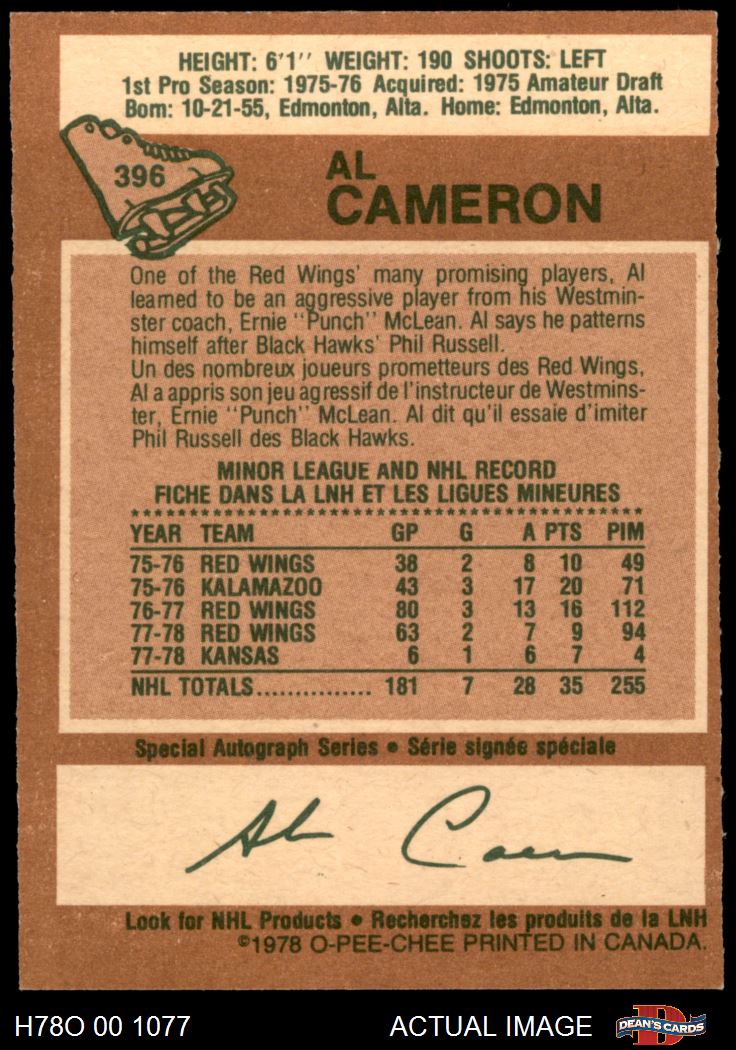 HEIGHT: 6'1'' WEIGHT: 190 SHOOTS: LEFT
1st Pro Season: 1975-76 Acquired: 1975 Amateur Draft
Born: 10-21-55, Edmonton, Alta. Home: Edmonton, Alta.
396
AL
CAMERON
One of the Red Wings' many promising players, Al
learned to be an aggressive player from his Westmin-
ster coach, Ernie "Punch" McLean. Al says he patterns
himself after Black Hawks' Phil Russell.
Un des nombreux joueurs prometteurs des Red Wings,
Al a appris son jeu agressif de l'instructeur de Westmins-
ter, Ernie "Punch" McLean. Al dit qu'il essaie d'imiter
Phil Russell des Black Hawks.
MINOR LEAGUE AND NHL RECORD
FICHE DANS LA LNH ET LES LIGUES MINEURES
YEAR TEAM GP G A PTS PIM
75-76 RED WINGS 38 2 8 10 49
75-76 KALAMAZOO 43 3 17 20 71
76-77 RED WINGS 80 3 13 16 112
77-78 RED WINGS 63 2 7 9 94
77-78 KANSAS 6 1 6 7 4
NHL TOTALS............... 181 7 28 35 255
Special Autograph Series • Série signée spéciale
Al Cameron
Look for NHL Products • Recherchez les produits de la LNH
©1978 O-PEE-CHEE PRINTED IN CANADA.
H78O 00 1077 ACTUAL IMAGE DEAN'S CARDS